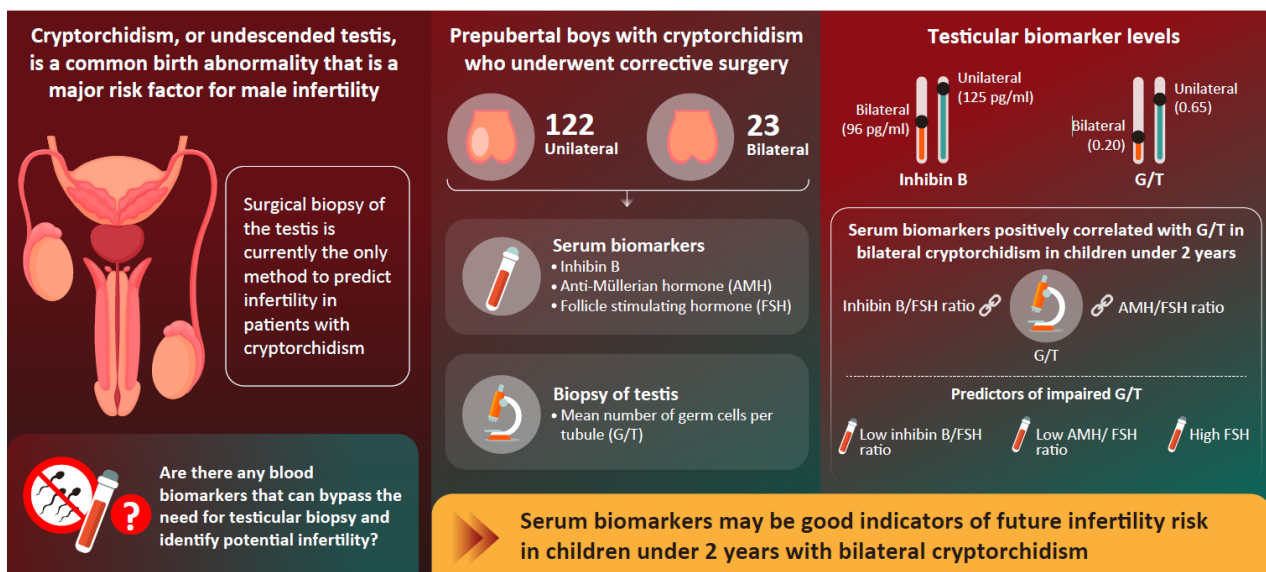 Cryptorchidism, or undescended testis,
is a common birth abnormality that is a
major risk factor for male infertility
Surgical biopsy of
the testis is
currently the only
method to predict
infertility in
patients with
cryptorchidism
?
Are there any blood
biomarkers that can bypass the
need for testicular biopsy and
identify potential infertility?
Prepubertal boys with cryptorchidism
who underwent corrective surgery
122
Unilateral
23
Bilateral
Serum biomarkers
• Inhibin B
• Anti-Müllerian hormone (AMH)
• Follicle stimulating hormone (FSH)
Biopsy of testis
• Mean number of germ cells per
tubule (G/T)
Testicular biomarker levels
Bilateral
(96 pg/ml)
Unilateral
(125 pg/ml)
Inhibin B
Bilateral
(0.20)
Unilateral
(0.65)
G/T
Serum biomarkers positively correlated with G/T in
bilateral cryptorchidism in children under 2 years
Inhibin B/FSH ratio
AMH/FSH ratio
G/T
Predictors of impaired G/T
Low inhibin B/FSH
ratio
Low AMH/ FSH
ratio
High FSH
Serum biomarkers may be good indicators of future infertility risk
in children under 2 years with bilateral cryptorchidism